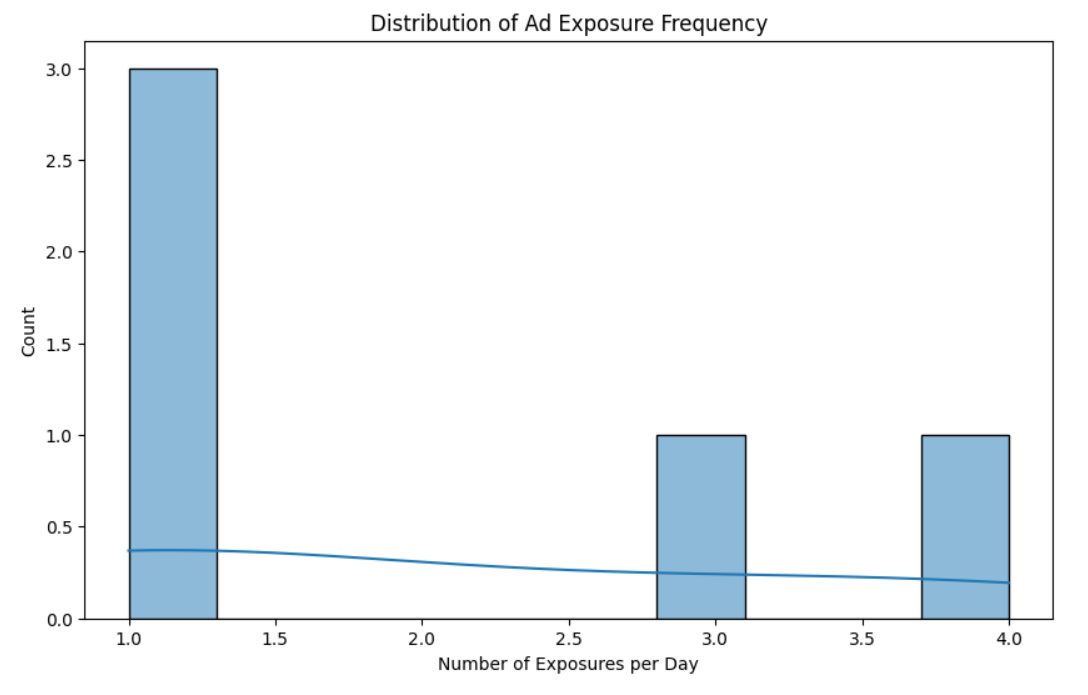 Distribution of Ad Exposure Frequency
3.0
2.5
2.0
1.5
1.0
0.5
0.0
Count
1.0 1.5 2.0 2.5 3.0 3.5 4.0
Number of Exposures per Day